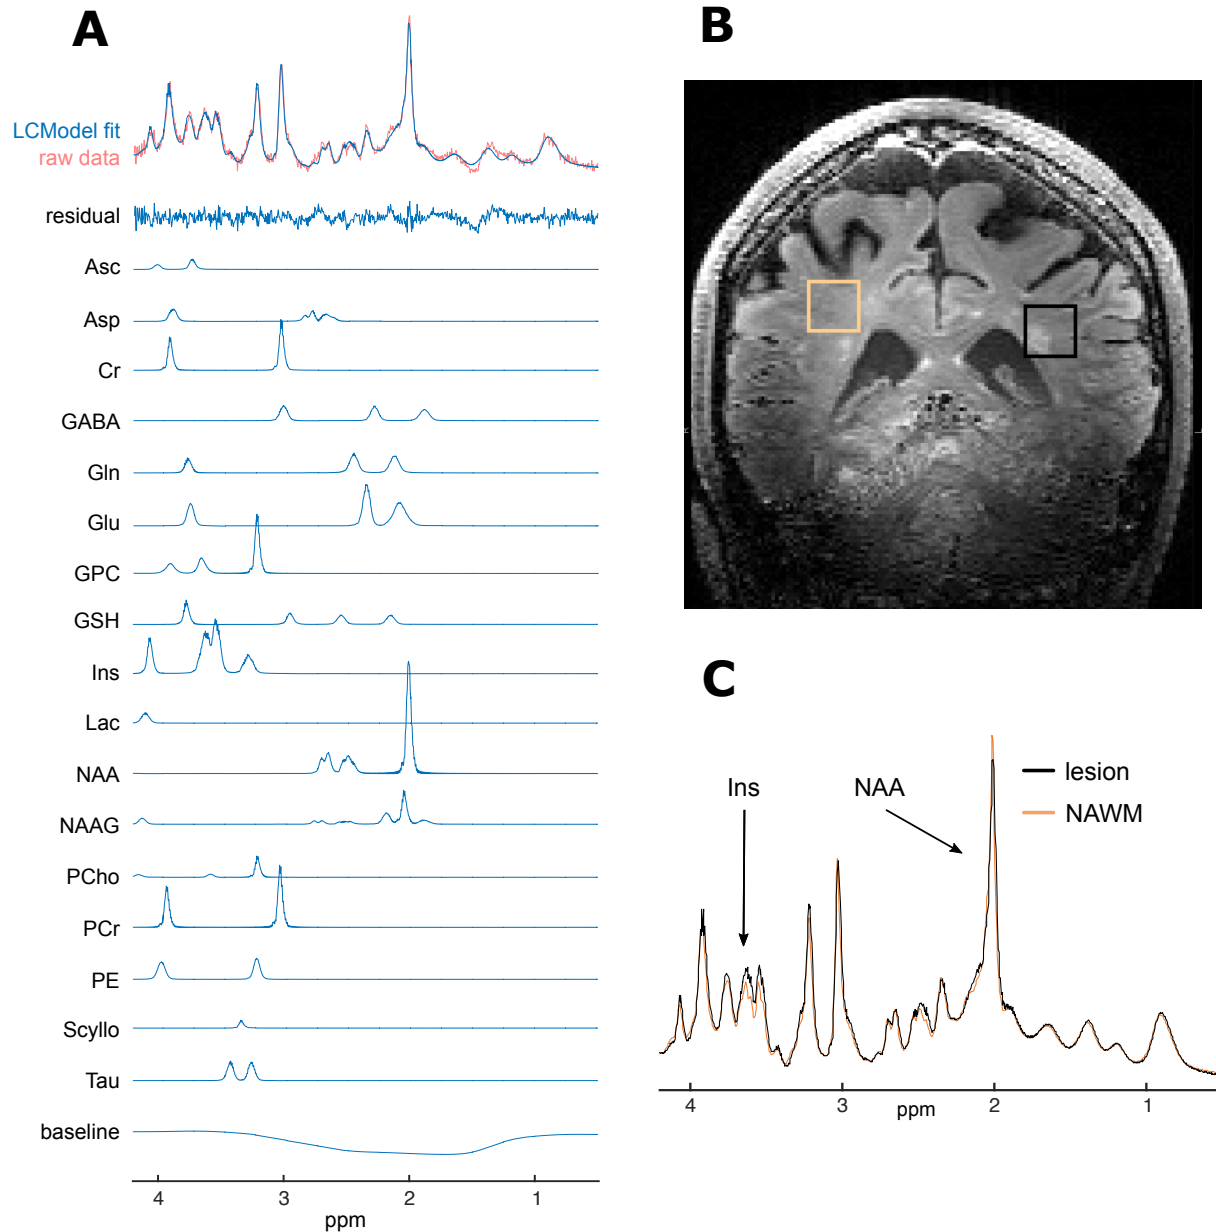 A
LCModel fit
raw data
residual
Asc
Asp
Cr
GABA
Gln
Glu
GPC
GSH
Ins
Lac
NAA
NAAG
PCho
PCr
PE
Scyllo
Tau
baseline
4 3 2 1
ppm
B
R
L
C
Ins
NAA
lesion
NAWM
4 3 2 1
ppm